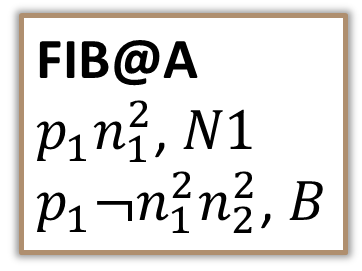 FIB@A
𝑝₁𝑛₁², 𝑁1
𝑝₁¬𝑛₁²𝑛₂², 𝐵